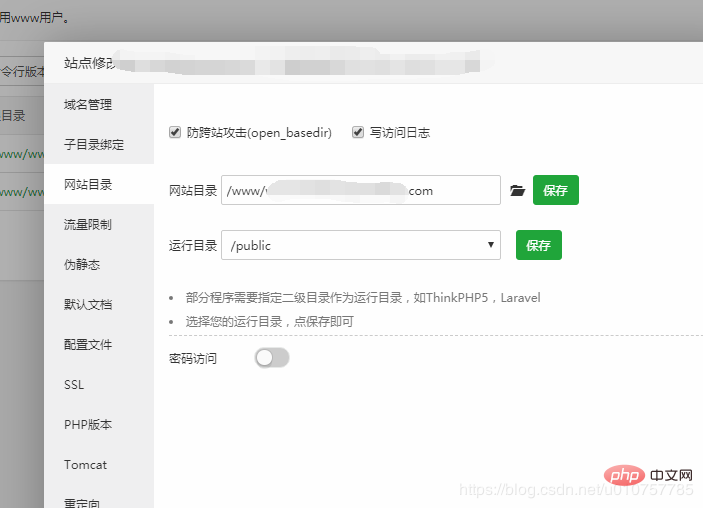 用www用户。
站点修改
令行版本
目录
www/ww
www/ww
域名管理
子目录绑定
网站目录
流量限制
伪静态
默认文档
配置文件
SSL
PHP版本
Tomcat
重定向
防跨站攻击(open_basedir) 写访问日志
网站目录 /www/ com 保存
运行目录 /public 保存
部分程序需要指定二级目录作为运行目录，如ThinkPHP5，Laravel
选择您的运行目录，点保存即可
密码访问
php 中文网
https://blog.csdn.net/u010757785